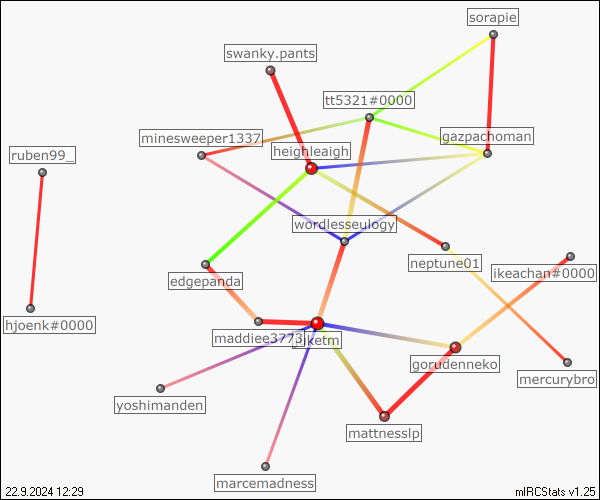 sorapie
swanky.pants
tt5321#0000
minesweeper1337
gazpachoman
heighleaigh
ruben99_
wordlesseulogy
neptune01
ikeachan#0000
edgepanda
hjoenk#0000
maddiee3773
gorudenneko
mercurybro
yoshimanden
mattnesslp
marcemadness
22.9.2024 12:29
mIRCStats v1.25